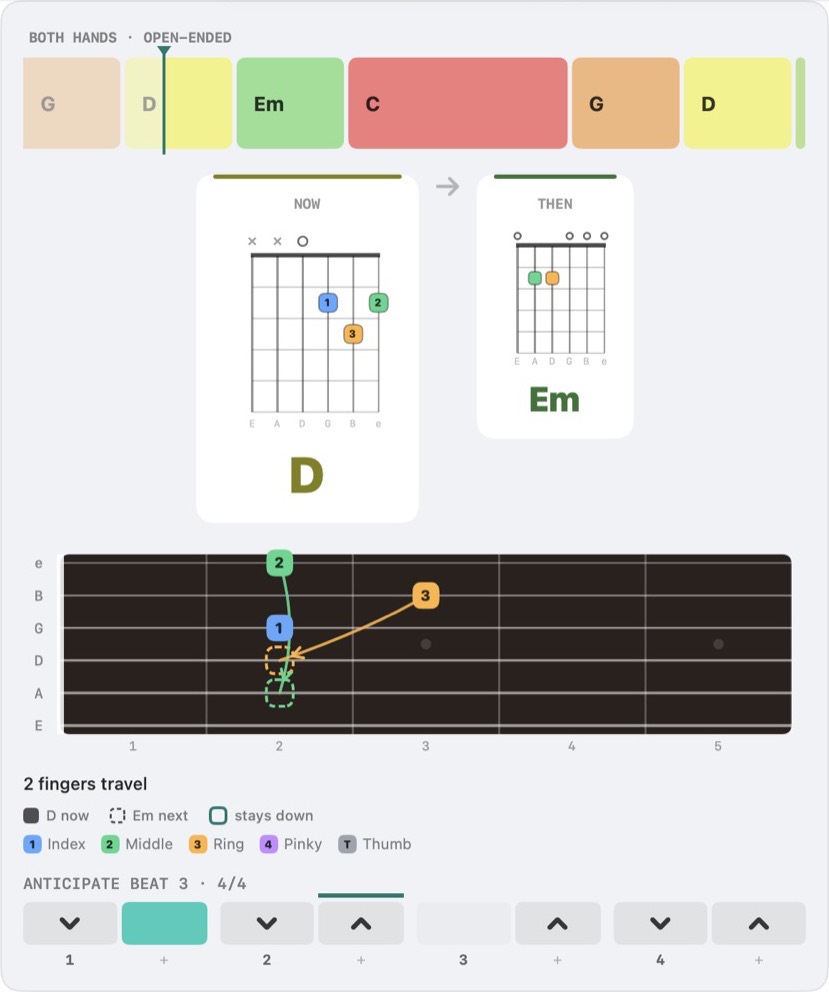 BOTH HANDS · OPEN-ENDED
G D Em C G D
NOW
THEN
× × O
O O O O
1 2
3
E A D G B e
E A D G B e
D
Em
e 2
B 3
G 1
D
A
E
1 2 3 4 5
2 fingers travel
D now Em next stays down
1 Index 2 Middle 3 Ring 4 Pinky T Thumb
ANTICIPATE BEAT 3 · 4/4
1 + 2 + 3 + 4 +